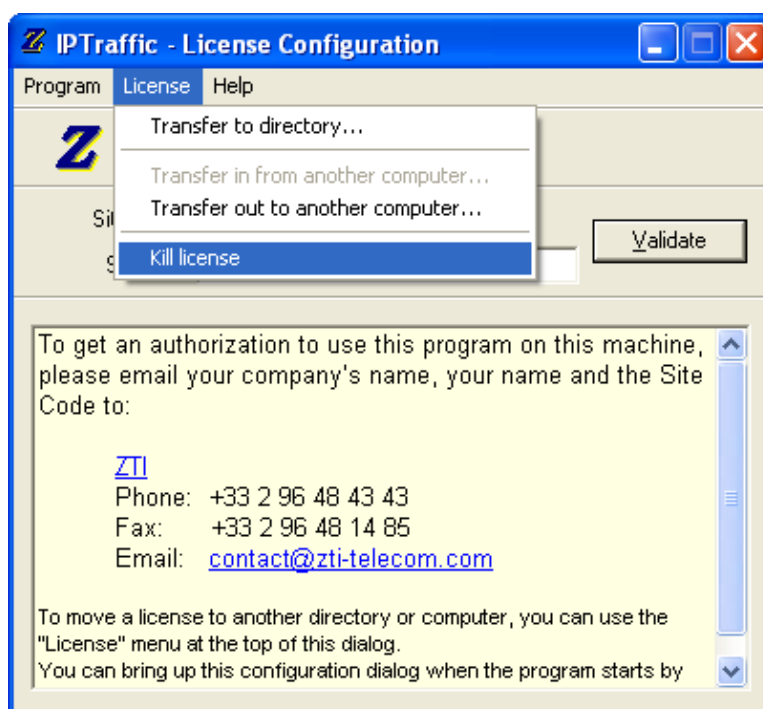 IPTraffic - License Configuration
Program License Help
Transfer to directory...
Transfer in from another computer...
Transfer out to another computer...
Kill license
Validate
To get an authorization to use this program on this machine,
please email your company's name, your name and the Site
Code to:
ZTI
Phone: +33 2 96 48 43 43
Fax: +33 2 96 48 14 85
Email: contact@zti-telecom.com
To move a license to another directory or computer, you can use the
"License" menu at the top of this dialog.
You can bring up this configuration dialog when the program starts by